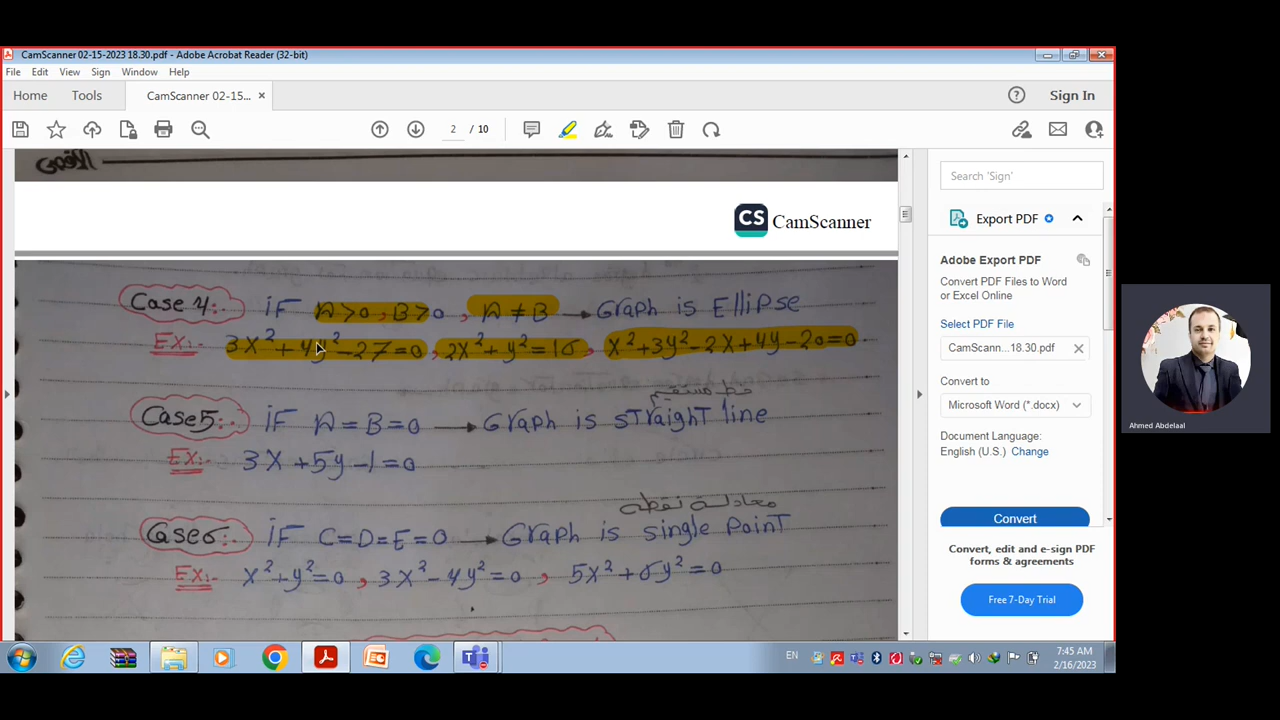 CamScanner 02-15-2023 18.30.pdf - Adobe Acrobat Reader (32-bit)
File Edit View Sign Window Help
Home Tools CamScanner 02-15... × Sign In
2 / 10
CS CamScanner
Case 4 :- iF A > 0 , B > 0 , A ≠ B → Graph is Ellipse
EX:- 3X² + 4y² - 27 = 0 , 2X² + y² = 16 , X² + 3y² - 2X + 4y - 20 = 0
خط مستقيم
Case 5 :- iF A = B = 0 → Graph is straight line
EX:- 3X + 5y - 1 = 0
معادلة نقطة
Case 6 :- iF C = D = E = 0 → Graph is single point
EX:- X² + y² = 0 , 3X² - 4y² = 0 , 5X² + 6y² = 0
Search 'Sign'
Export PDF
Adobe Export PDF
Convert PDF Files to Word
or Excel Online
Select PDF File
CamSc...18.30.pdf ×
Convert to
Microsoft Word (*.docx)
Document Language:
English (U.S.) Change
Convert
Convert, edit and e-sign PDF
forms & agreements
Free 7-Day Trial
Ahmed Abdelaal
EN
7:45 AM
2/16/2023